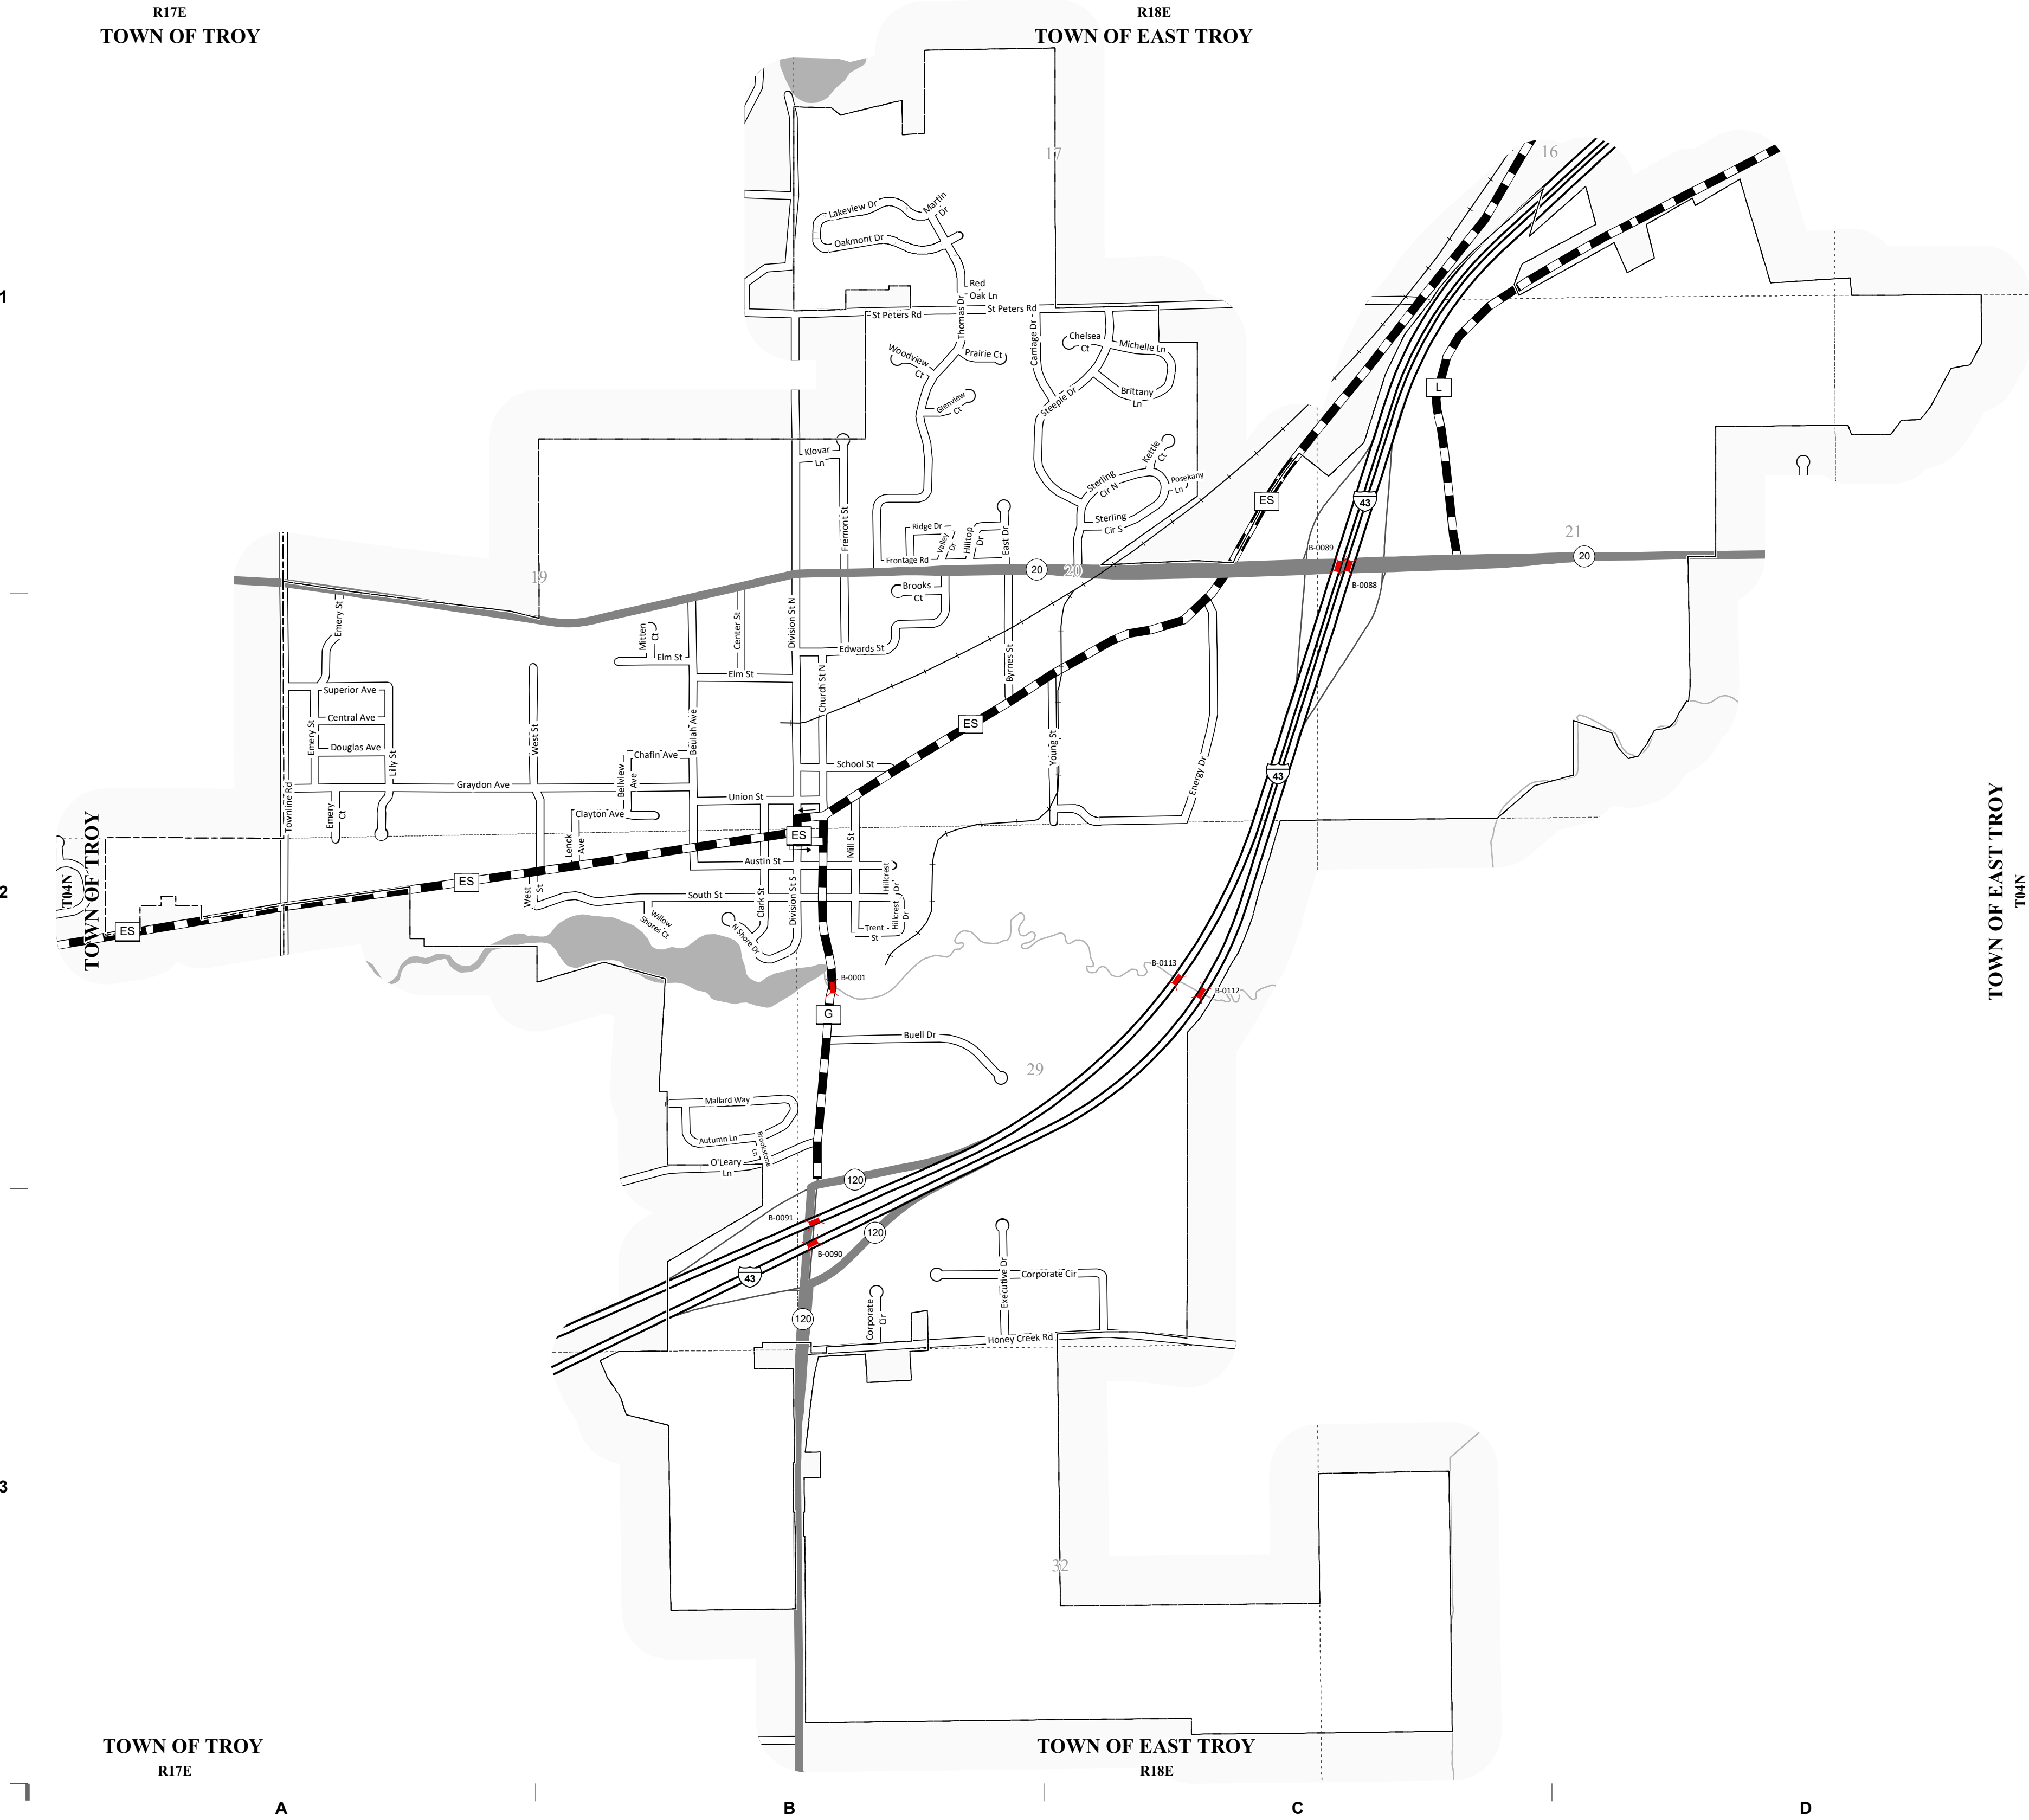 R17E
R18E
TOWN OF TROY
TOWN OF EAST TROY
17
16
Martin
Dr
Lakeview Dr
Oakmont Dr
Red
Oak Ln
1
Thomas Dr
St Peters Rd
St Peters Rd
Carriage Dr
Chelsea
Ct
Michelle Ln
Woodview
Ct
Prairie Ct
L
Brittany
Ln
Steeple Dr
Glenview
Ct
Klovar
Ln
Kettle
Ct
Sterling
Cir N
Posekany
Ln
ES
43
Sterling
Cir S
Fremont St
Ridge Dr
Valley
Dr
Hilltop
Dr
East Dr
21
B-0089
Frontage Rd
20
20
20
19
B-0088
Brooks
Ct
Emery St
Mitten
Ct
Center St
Division St N
Edwards St
Elm St
Elm St
Byrnes St
Church St N
Superior Ave
Central Ave
Emery St
Douglas Ave
Lilly St
West St
Beulah Ave
ES
Young St
Chafin Ave
Bellview
Ave
School St
43
Energy Dr
Graydon Ave
Townline Rd
Union St
Emery
Ct
Clayton Ave
Lenck
Ave
ES
Mill St
Austin St
TOWN OF TROY
T04N
ES
2
West
St
South St
Clark St
Division St S
Hillcrest
Dr
Hillcrest
Dr
Willow
Shores Ct
N Shore Dr
Trent
St
ES
TOWN OF EAST TROY
T04N
B-0113
B-0001
B-0112
G
Buell Dr
29
Mallard Way
Autumn Ln
Brookstone
Ln
O'Leary
Ln
120
B-0091
120
B-0090
43
Executive Dr
Corporate Cir
Corporate
Cir
120
Honey Creek Rd
3
32
TOWN OF TROY
TOWN OF EAST TROY
R17E
R18E
A
B
C
D